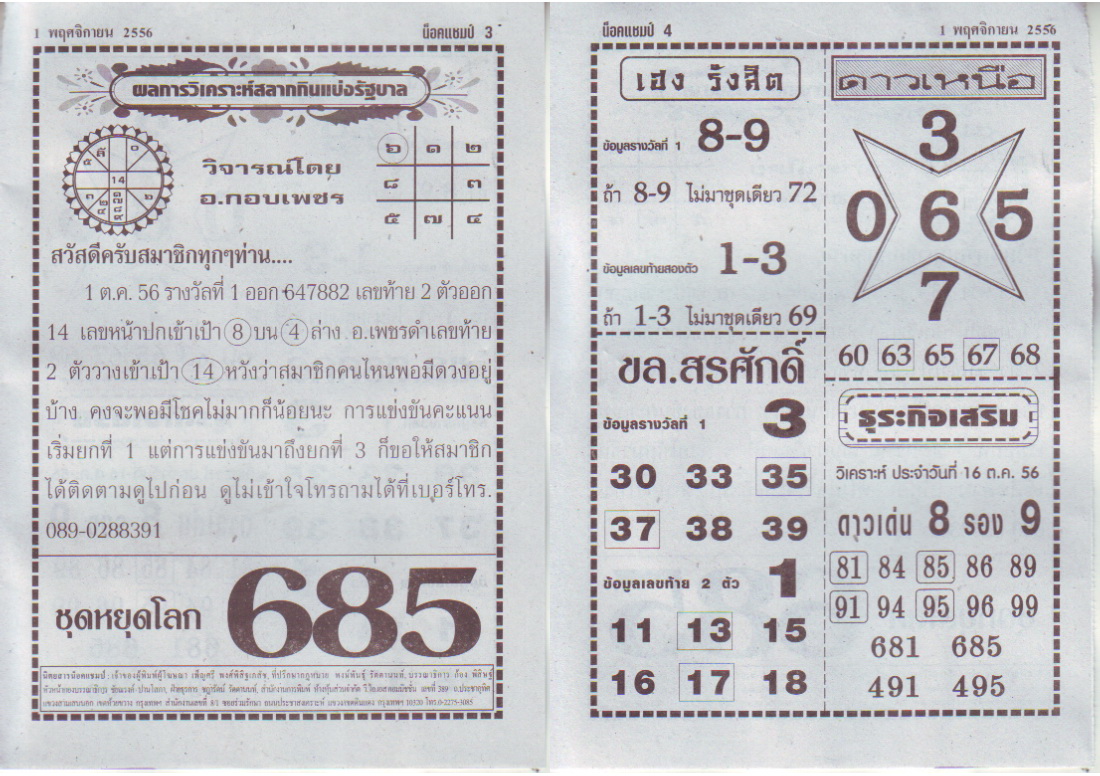 1 พฤศจิกายน 2556
น็อคแชมป์ 3
ผลการวิเคราะห์สลากกินแบ่งรัฐบาล
วิจารณ์โดย
อ.กอบเพชร
14
๖ ๓ ๒
๘ ๓
๕ ๗ ๔
สวัสดีครับสมาชิกทุกๆท่าน....
1 ต.ค. 56 รางวัลที่ 1 ออก 647882 เลขท้าย 2 ตัวออก
14 เลขหน้าปกเข้าเป้า 8 บน 4 ล่าง อ.เพชรดำเลขท้าย
2 ตัววางเข้าเป้า 14 หวังว่าสมาชิกคนไหนพอมีดวงอยู่
บ้าง คงจะพอมีโชคไม่มากก็น้อยนะ การแข่งขันคะแนน
เริ่มยกที่ 1 แต่การแข่งขันมาถึงยกที่ 3 ก็ขอให้สมาชิก
ได้ติดตามดูไปก่อน ดูไม่เข้าใจโทรถามได้ที่เบอร์โทร.
089-0288391
ชุดหยดโลก 685
น็อคแชมป์ 4
1 พฤศจิกายน 2556
เฮง รังสิต
ข้อมูลรางวัลที่ 1 8-9
ถ้า 8-9 ไม่มาชุดเดียว 72
ข้อมูลเลขท้ายสองตัว 1-3
ถ้า 1-3 ไม่มาชุดเดียว 69
ขล.สรศักดิ์
ข้อมูลรางวัลที่ 1 3
30 33 35
37 38 39
ข้อมูลเลขท้าย 2 ตัว 1
11 13 15
16 17 18
ดาวเหนือ
3
0 6 5
7
60 63 65 67 68
ธุระกิจเสริม
วิเคราะห์ ประจำวันที่ 16 ต.ค. 56
ดาวเด่น 8 รอง 9
81 84 85 86 89
91 94 95 96 99
681 685
491 495